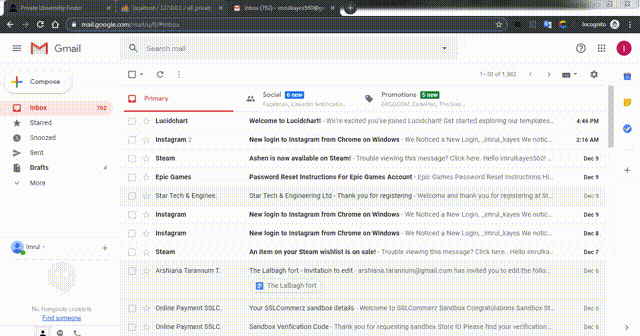 Private University Finder
localhost / 127.0.0.1 / all_privat
Inbox (762) - imrulkayes360@g
mail.google.com/mail/u/0/#inbox
Incognito
Gmail
Search mail
Compose
1–50 of 1,362
Primary
Social 6 new
Facebook, LinkedIn Notificatio...
Promotions 5 new
Inbox 762
Starred
Snoozed
Sent
Drafts 4
More
Lucidchart Welcome to Lucidchart! - We're excited you've joined Lucidchart! Get started exploring our templates... 4:46 PM
Instagram 2 New login to Instagram from Chrome on Windows - We Noticed a New Login, _imrul_kayes We notic... 2:16 AM
Steam Ashen is now available on Steam! - Trouble viewing this message? Click here. Hello imrulkayes360! ... Dec 9
Epic Games Password Reset Instructions For Epic Games Account - Epic Games Password Reset Instructions Hi... Dec 9
Star Tech & Enginee. Star Tech & Engineering Ltd - Thank you for registering - Welcome and thank you for registering at St... Dec 9
Instagram New login to Instagram from Chrome on Windows - We Noticed a New Login, _imrul_kayes We notic... Dec 9
Instagram New login to Instagram from Chrome on Windows - We Noticed a New Login, _imrul_kayes We notic... Dec 8
Steam An item on your Steam wishlist is on sale! - Trouble viewing this message? Click here.. Hello imrulka... Dec 7
Arshiana Tarannum T. The Lalbagh fort - Invitation to edit - arshiana.tarannum@gmail.com has invited you to edit the follo... Dec 6
The Lalbagh fort
Online Payment SSLC. Your SSLCommerz sandbox details - Welcome to SSLCommerz Sandbox Congratulations Sandbox St... Dec 6
Online Payment SSLC. Sandbox Verification Code - Thank you for requesting sandbox Store ID Please find your verification ... Dec 6
Imrul
No Hangouts contacts
Find someone